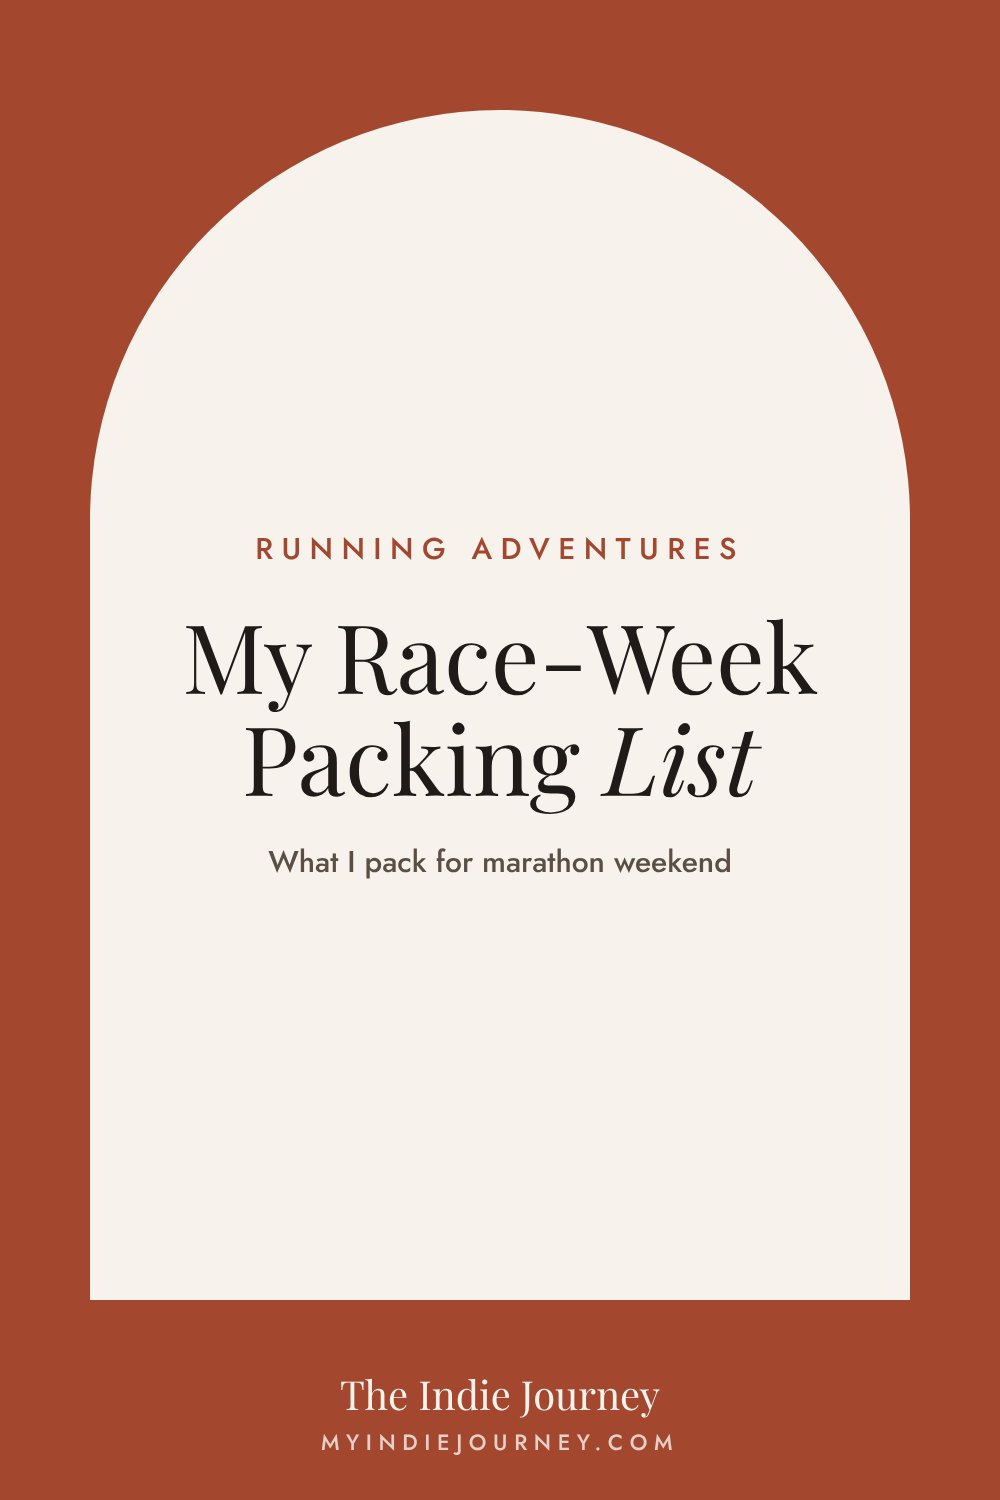 RUNNING ADVENTURES
My Race-Week
Packing List
What I pack for marathon weekend
The Indie Journey
MYINDIEJOURNEY.COM